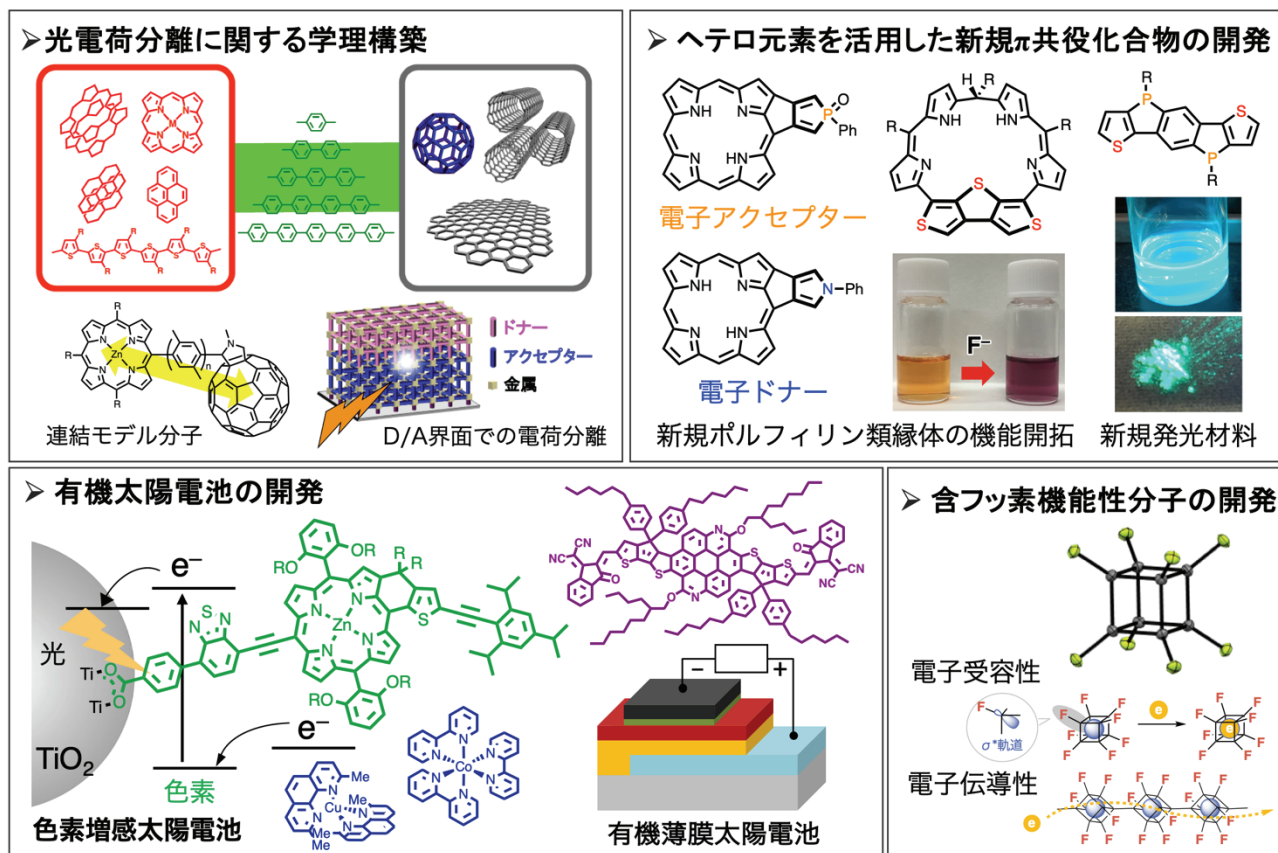 ➢光電荷分離に関する学理構築
M
N
N
N
N
R
R
R
S
S
S
S
S
S
R
R
R
R
R
R
R
N
N
N
N
Zn
n
N
連結モデル分子
ドナー
アクセプター
金属
D/A界面での電荷分離
➢ヘテロ元素を活用した新規π共役化合物の開発
NH
N
N
HN
P
O
Ph
電子アクセプター
NH
N
N
HN
N
Ph
電子ドナー
H
R
R
R
NH
HN
N
N
S
S
S
F⁻
新規ポルフィリン類縁体の機能開拓
R
P
S
S
P
R
新規発光材料
➢ 有機太陽電池の開発
e⁻
光
TiO₂
Ti
O
Ti
O
N
S
N
OR
RO
R
R
N
N
N
N
Zn
S
OR
RO
e⁻
色素
色素増感太陽電池
Me
N
N
Cu
Me
N
N
Me
Me
N
N
N
N
N
N
Co
CN
NC
O
S
S
N
O
O
N
S
S
O
NC
CN
−
+
有機薄膜太陽電池
➢ 含フッ素機能性分子の開発
電子受容性
F
σ*軌道
F
F
F
F
F
F
F
F
e
F
F
F
F
F
F
F
F
e
電子伝導性
e
F
F
F
F
F
F
F
F
F
F
F
F